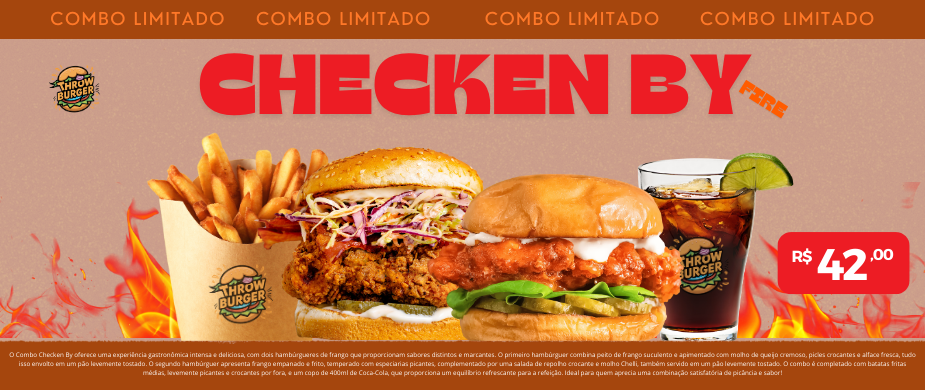 COMBO LIMITADO COMBO LIMITADO COMBO LIMITADO COMBO LIMITADO
CHECKEN BY
FIRE
THROW
BURGER
THROW
BURGER
THROW
BURGER
R$ 42,00
O Combo Checken By oferece uma experiência gastronômica intensa e deliciosa, com dois hambúrgueres de frango que proporcionam sabores distintos e marcantes. O primeiro hambúrguer combina peito de frango suculento e apimentado com molho de queijo cremoso, picles crocantes e alface fresca, tudo
isso envolto em um pão levemente tostado. O segundo hambúrguer apresenta frango empanado e frito, temperado com especiarias picantes, complementado por uma salada de repolho crocante e molho Chelli, também servido em um pão levemente tostado. O combo é completado com batatas fritas
médias, levemente picantes e crocantes por fora, e um copo de 400ml de Coca-Cola, que proporciona um equilíbrio refrescante para a refeição. Ideal para quem aprecia uma combinação satisfatória de picância e sabor!